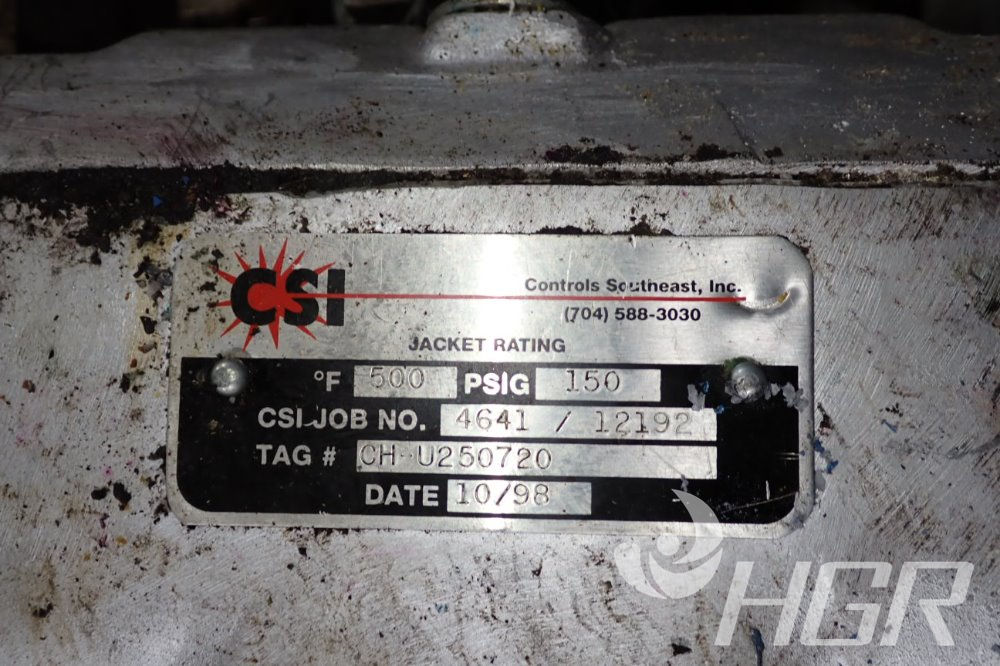 CSI
Controls Southeast, Inc.
(704) 588-3030
JACKET RATING
°F 500 PSIG 150
CSI JOB NO. 4641 / 12192
TAG # CH U250720
DATE 10/98
HGR